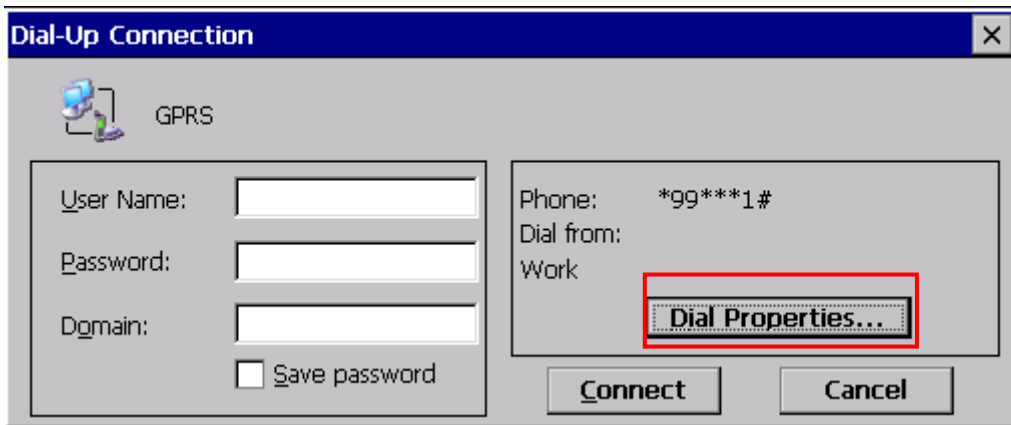 Dial-Up Connection
GPRS
User Name:
Password:
Domain:
Save password
Phone: *99***1#
Dial from:
Work
Dial Properties...
Connect Cancel